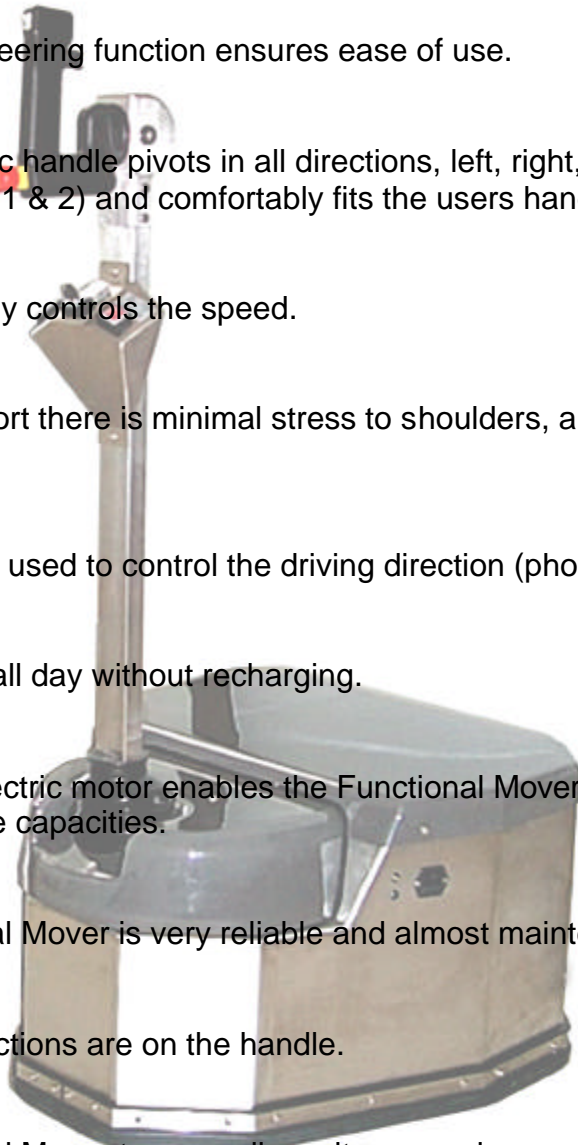 eering function ensures ease of use.
c handle pivots in all directions, left, right,
1 & 2) and comfortably fits the users han
y controls the speed.
ort there is minimal stress to shoulders, a
used to control the driving direction (pho
all day without recharging.
ectric motor enables the Functional Mover
e capacities.
al Mover is very reliable and almost mainte
ctions are on the handle.